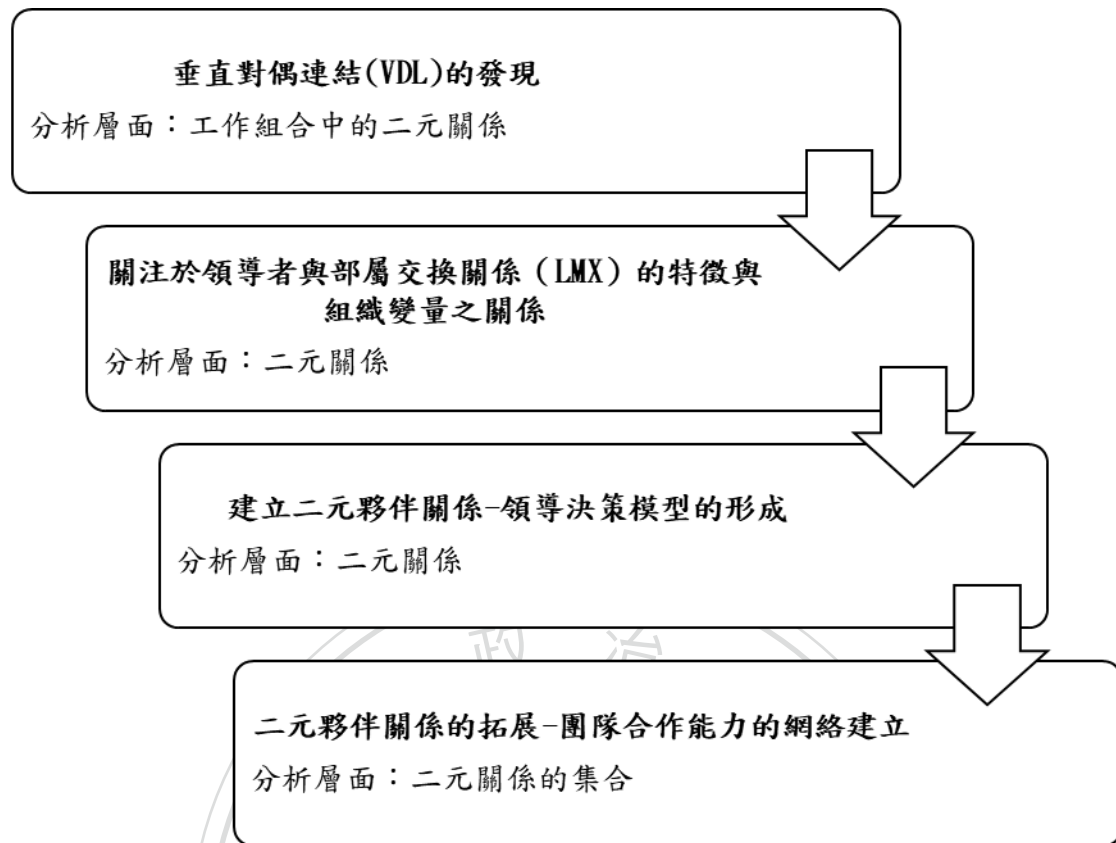 垂直對偶連結(VDL)的發現
分析層面：工作組合中的二元關係
關注於領導者與部屬交換關係（LMX）的特徵與
組織變量之關係
分析層面：二元關係
建立二元夥伴關係-領導決策模型的形成
分析層面：二元關係
政 治
二元夥伴關係的拓展-團隊合作能力的網絡建立
分析層面：二元關係的集合